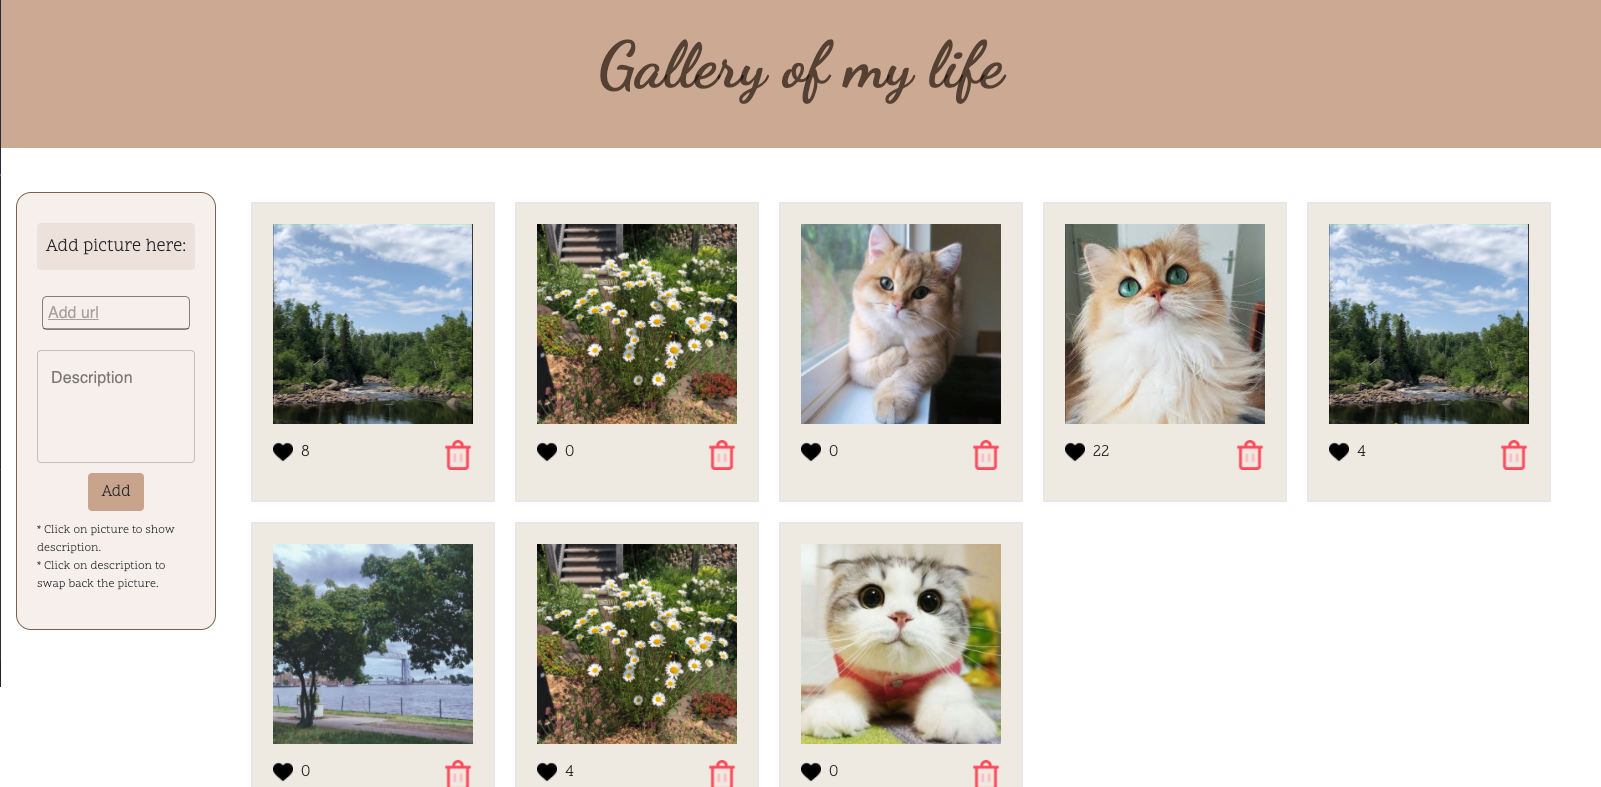 Gallery of my life
Add picture here:
Add url
Description
Add
* Click on picture to show
description.
* Click on description to
swap back the picture.
8
0
0
22
4
0
4
0